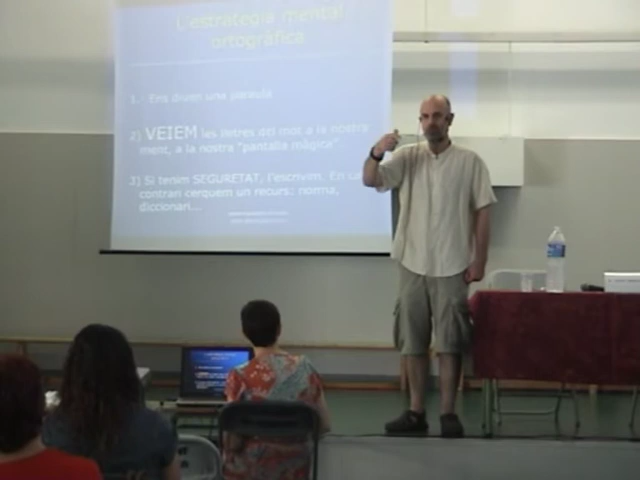 L'estratègia mental
ortogràfica
1. Ens diuen una paraula
2) VEIEM les lletres del mot a la nostra
ment, a la nostra "pantalla màgica"
3) Si tenim SEGURETAT, l'escrivim. En
contrari cerquem un recurs: norma,
diccionari...